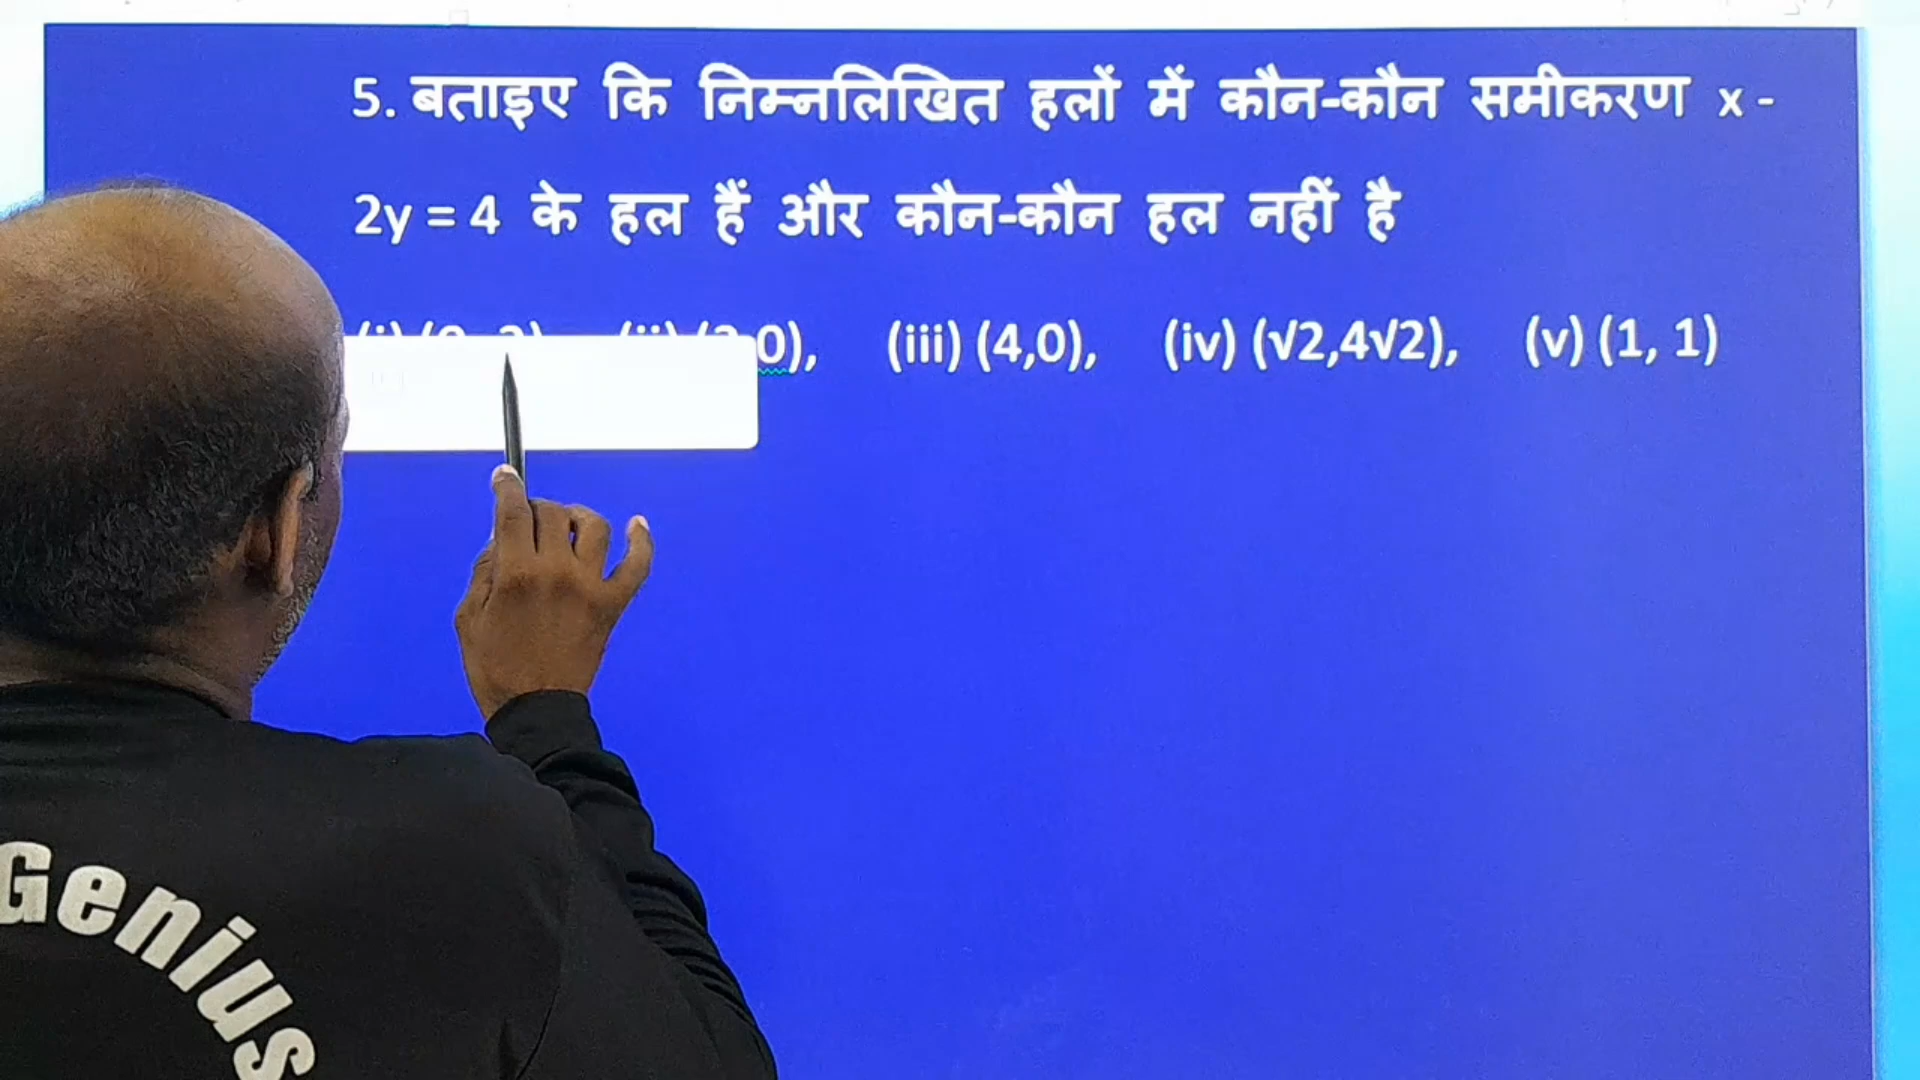 5. बताइए कि निम्नलिखित हलों में कौन-कौन समीकरण x -
2y = 4 के हल हैं और कौन-कौन हल नहीं है
0), (iii) (4,0), (iv) (√2,4√2), (v) (1, 1)
Genius